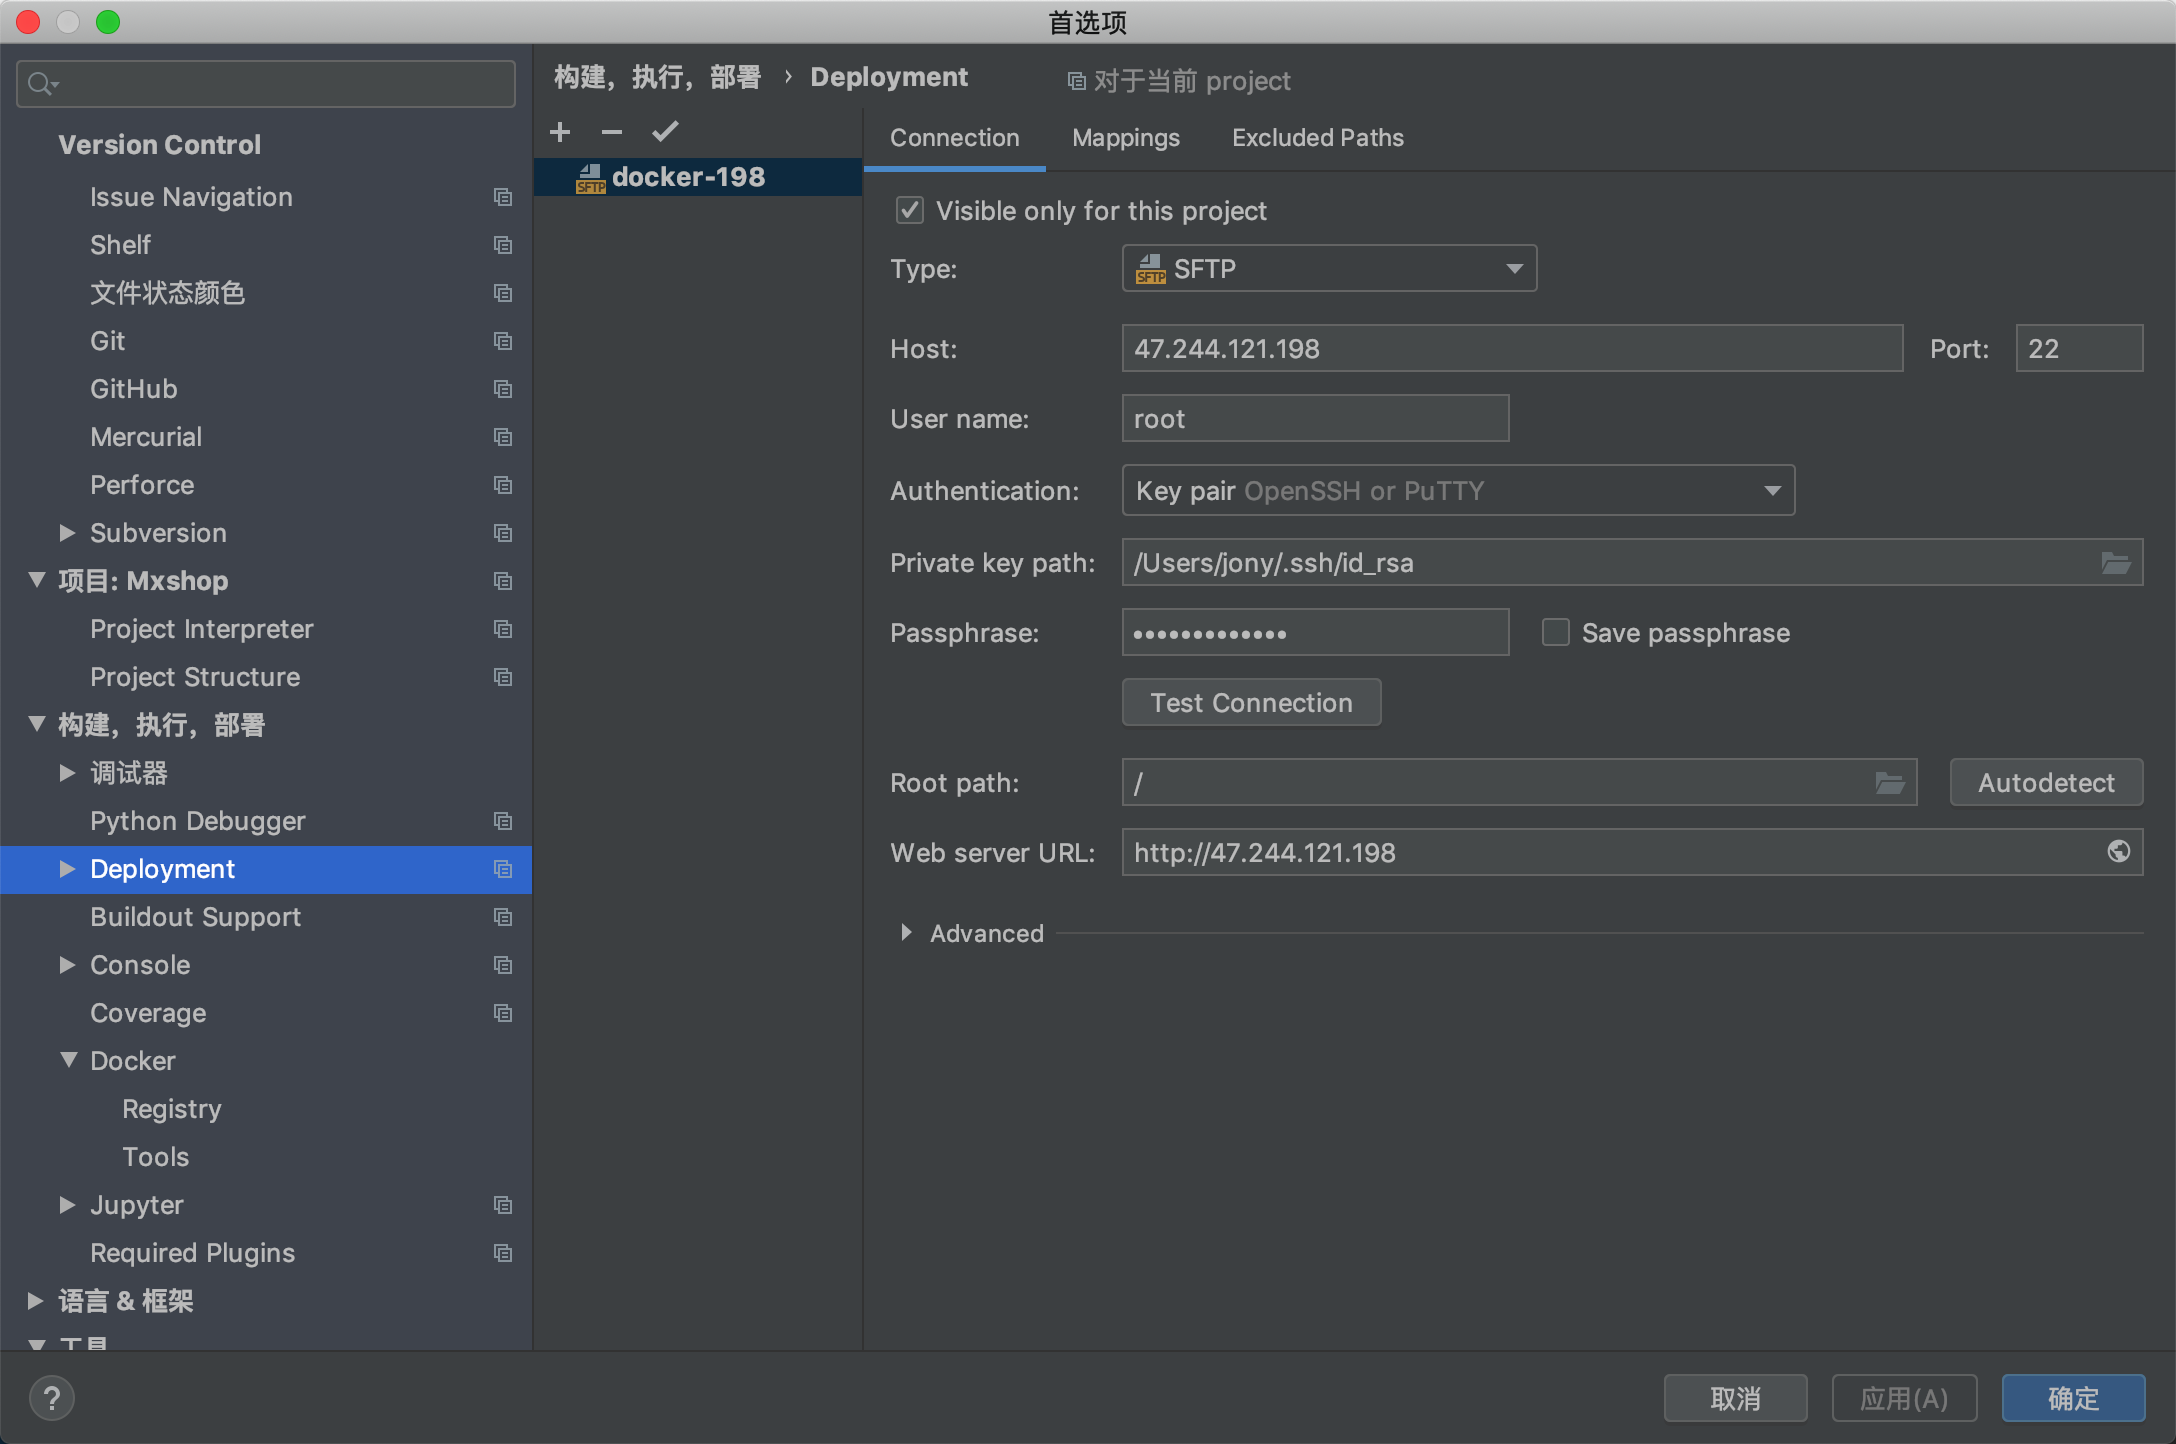 首选项
Version Control
Issue Navigation
Shelf
文件状态颜色
Git
GitHub
Mercurial
Perforce
Subversion
项目: Mxshop
Project Interpreter
Project Structure
构建，执行，部署
调试器
Python Debugger
Deployment
Buildout Support
Console
Coverage
Docker
Registry
Tools
Jupyter
Required Plugins
语言 & 框架
工具
构建，执行，部署 › Deployment
对于当前 project
SFTP docker-198
Connection Mappings Excluded Paths
Visible only for this project
Type: SFTP SFTP
Host: 47.244.121.198 Port: 22
User name: root
Authentication: Key pair OpenSSH or PuTTY
Private key path: /Users/jony/.ssh/id_rsa
Passphrase: ••••••••••••• Save passphrase
Test Connection
Root path: / Autodetect
Web server URL: http://47.244.121.198
Advanced
? 取消 应用(A) 确定